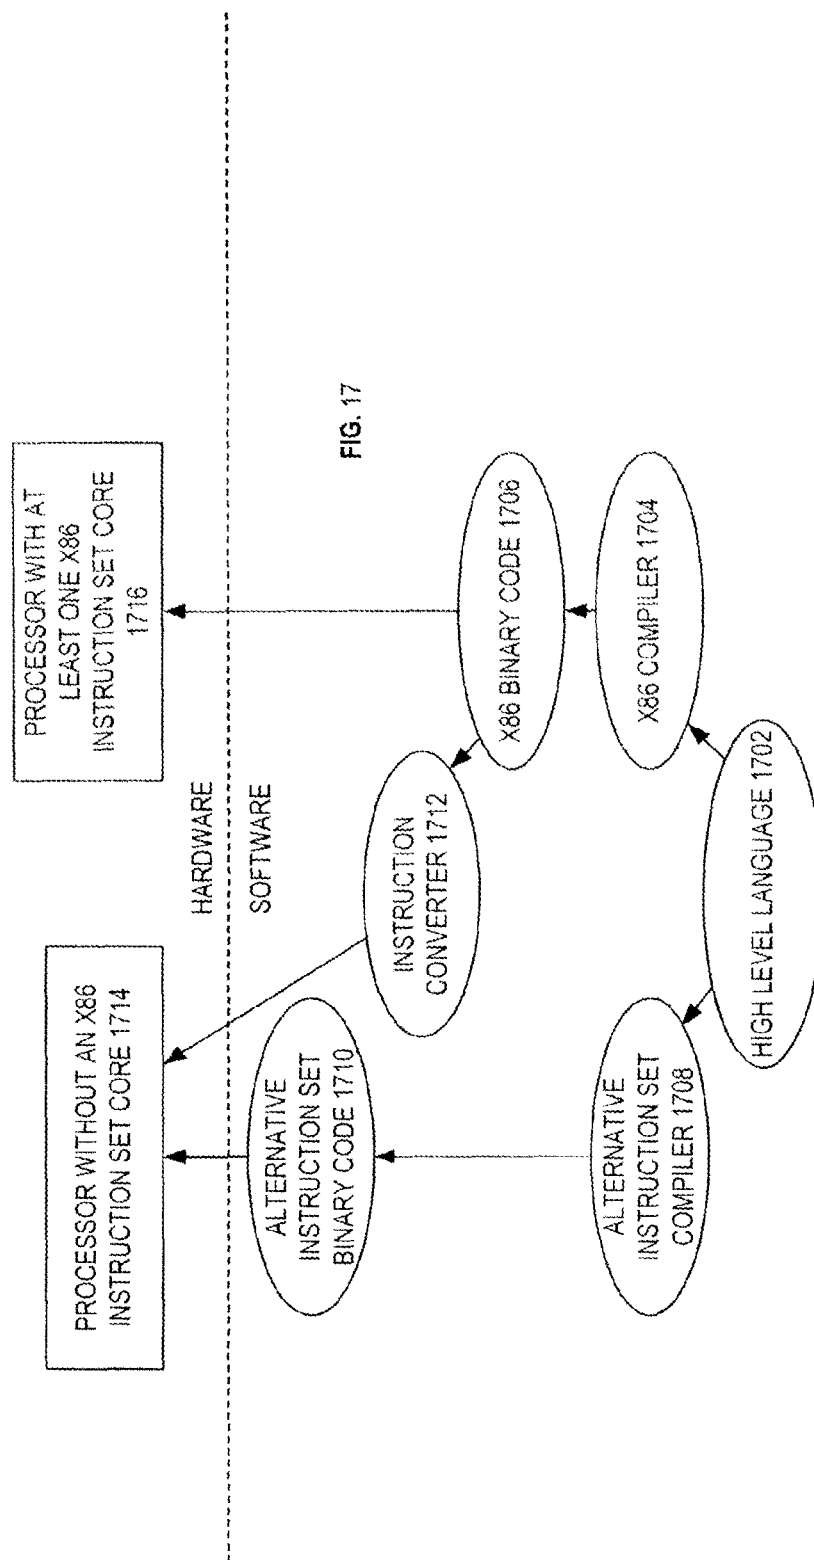 PROCESSOR WITHOUT AN X86
INSTRUCTION SET CORE 1714
PROCESSOR WITH AT
LEAST ONE X86
INSTRUCTION SET CORE
1716
HARDWARE
SOFTWARE
ALTERNATIVE
INSTRUCTION SET
BINARY CODE 1710
INSTRUCTION
CONVERTER 1712
FIG. 17
X86 BINARY CODE 1706
ALTERNATIVE
INSTRUCTION SET
COMPILER 1708
X86 COMPILER 1704
HIGH LEVEL LANGUAGE 1702